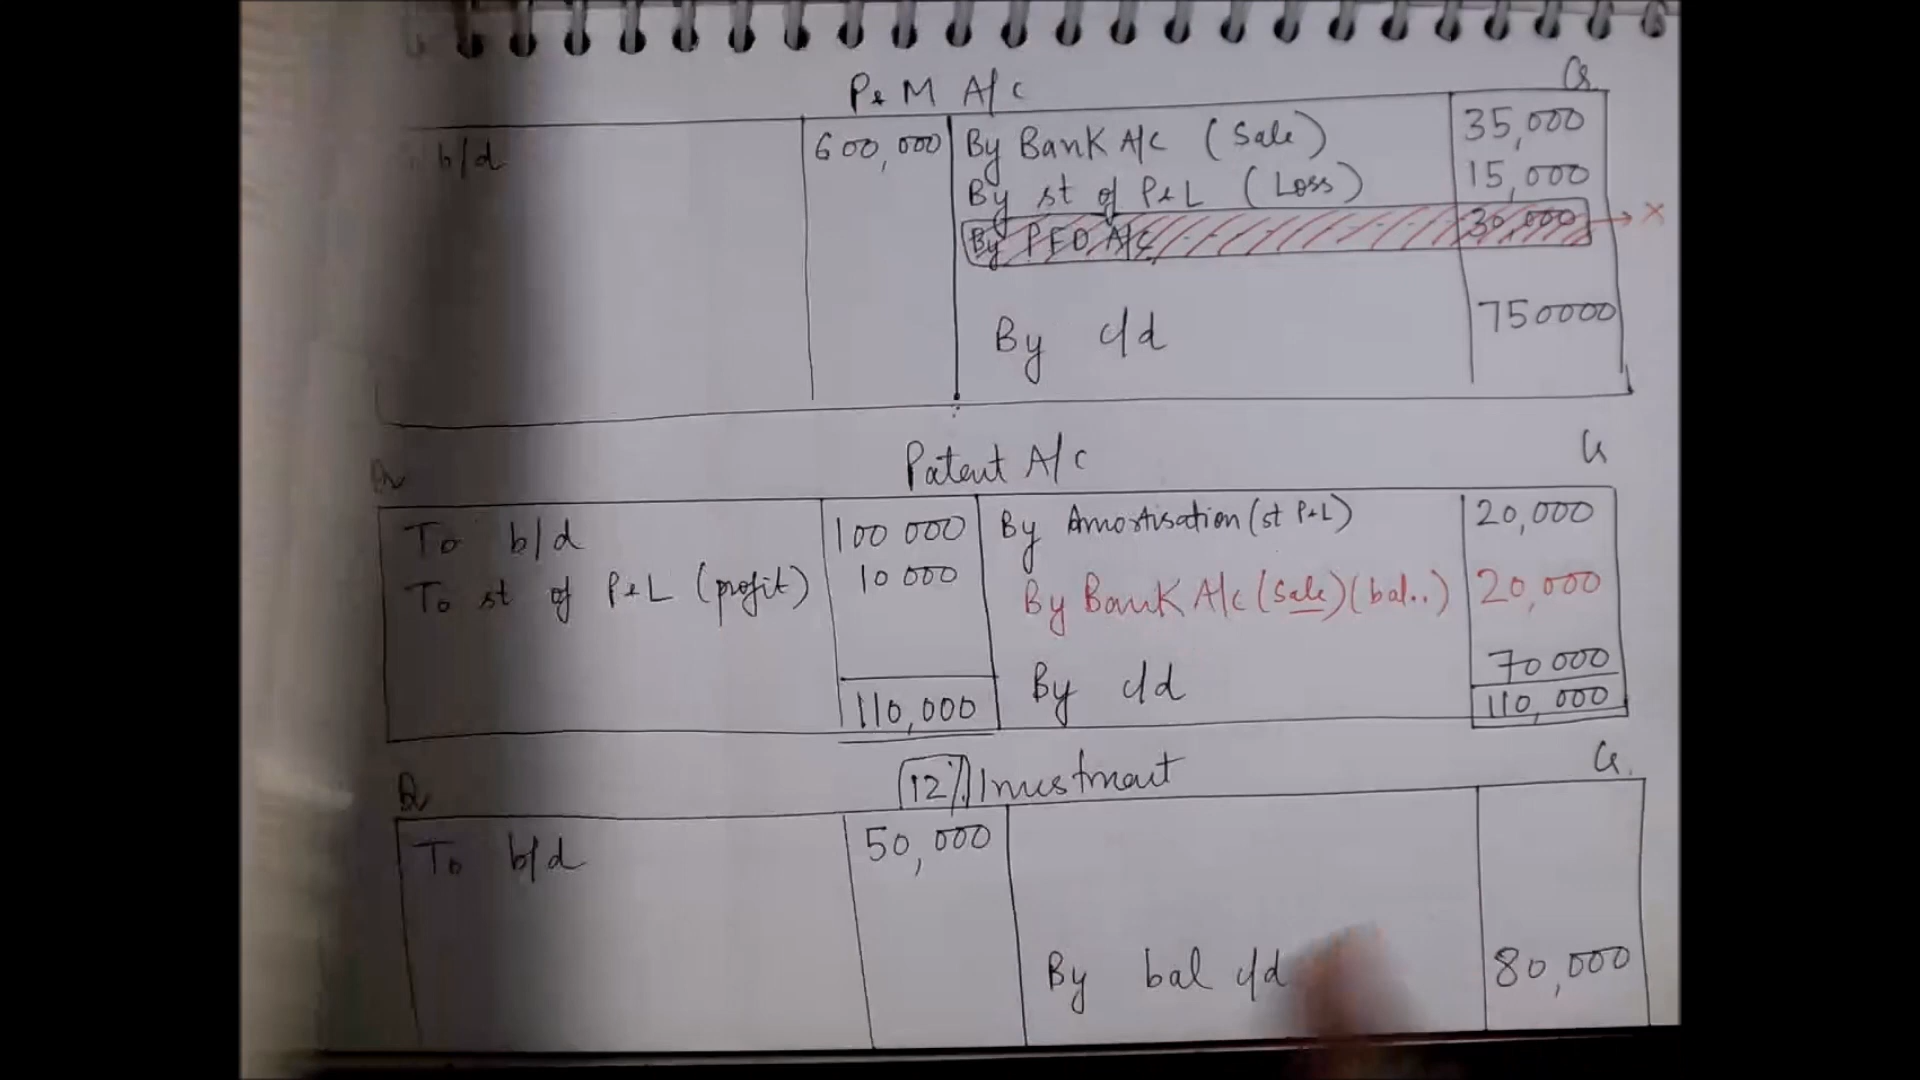 P&M A/c
Cr
b/d 600,000 By Bank A/c (Sale) 35,000
By st of P&L (Loss) 15,000
By PFD A/c 30,000 → ×
By c/d 750000
Patent A/c
Dr Cr
To b/d 100 000 By Amortisation (st P&L) 20,000
To st of P&L (profit) 10 000 By Bank A/c (Sale) (bal..) 20,000
By c/d 70 000
110,000 110,000
12% Investment
Dr Cr.
To b/d 50,000
By bal c/d 80,000